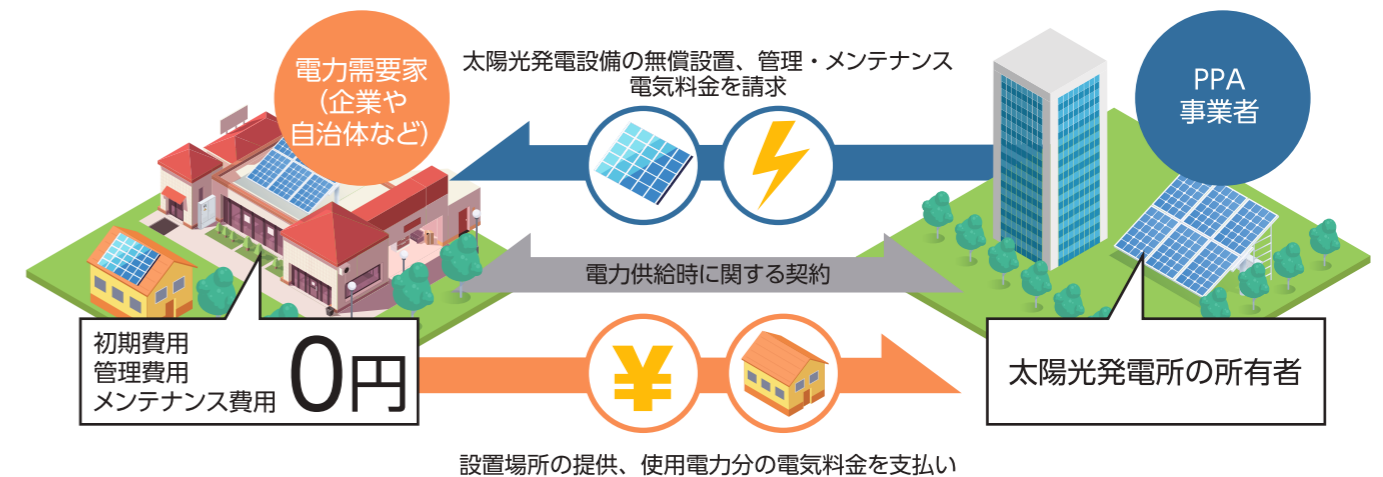 電力需要家
(企業や
自治体など)
太陽光発電設備の無償設置、管理・メンテナンス
電気料金を請求
PPA
事業者
電力供給時に関する契約
初期費用
管理費用
メンテナンス費用
0円
¥
太陽光発電所の所有者
設置場所の提供、使用電力分の電気料金を支払い